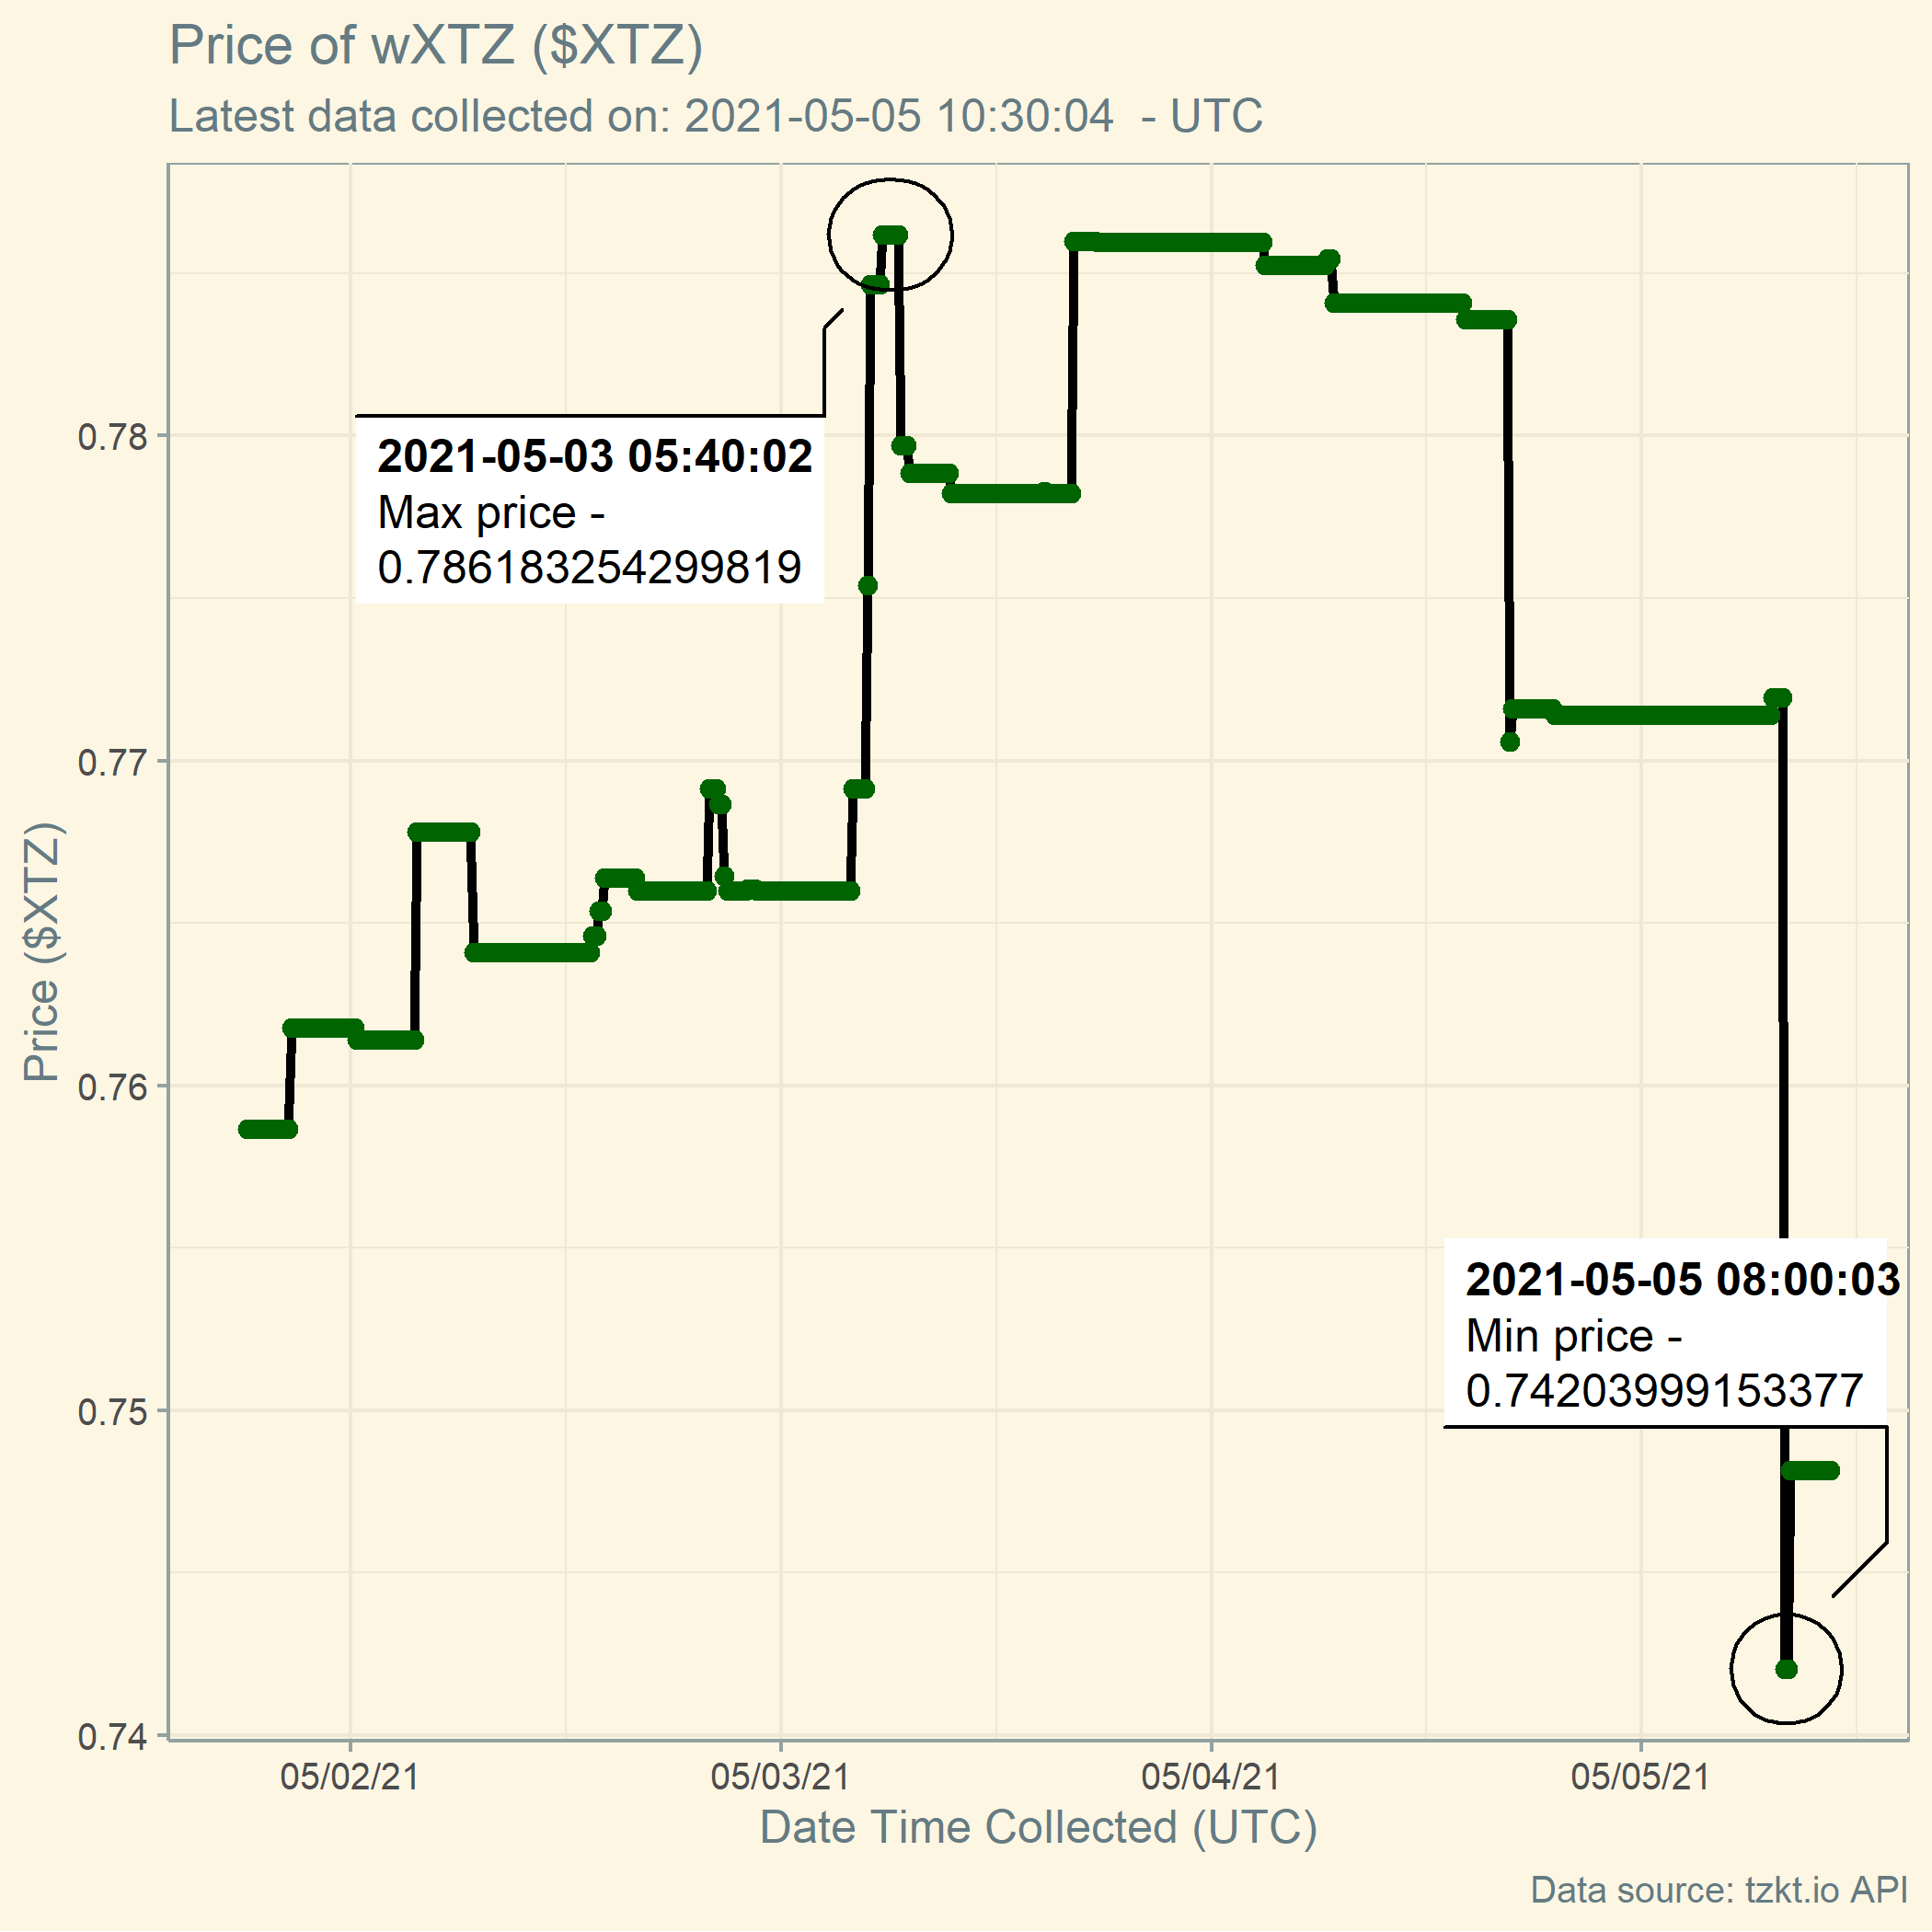 Price of wXTZ ($XTZ)
Latest data collected on: 2021-05-05 10:30:04  - UTC
2021-05-03 05:40:02
Max price -
0.786183254299819
0.78
0.77
0.76
0.75
0.74
Price ($XTZ)
2021-05-05 08:00:03
Min price -
0.74203999153377
05/02/21
05/03/21
05/04/21
05/05/21
Date Time Collected (UTC)
Data source: tzkt.io API